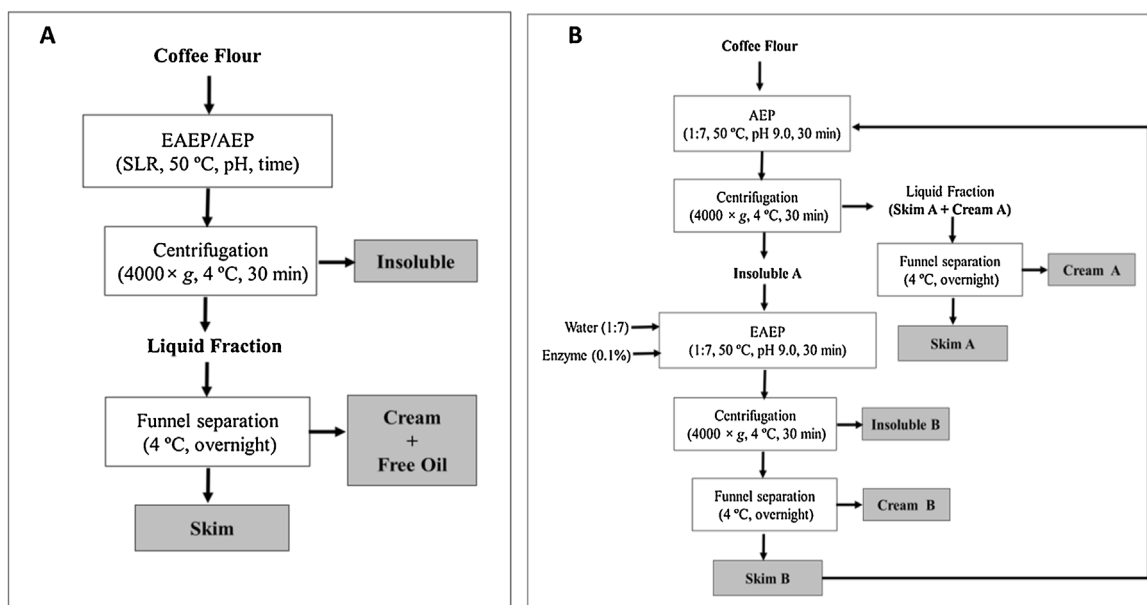 A
Coffee Flour
EAEP/AEP
(SLR, 50 ºC, pH, time)
Centrifugation
(4000 × g, 4 ºC, 30 min)
Insoluble
Liquid Fraction
Funnel separation
(4 ºC, overnight)
Cream
+
Free Oil
Skim
B
Coffee Flour
AEP
(1:7, 50 ºC, pH 9.0, 30 min)
Centrifugation
(4000 × g, 4 ºC, 30 min)
Liquid Fraction
(Skim A + Cream A)
Funnel separation
(4 ºC, overnight)
Cream A
Skim A
Insoluble A
Water (1:7)
Enzyme (0.1%)
EAEP
(1:7, 50 ºC, pH 9.0, 30 min)
Centrifugation
(4000 × g, 4 ºC, 30 min)
Insoluble B
Funnel separation
(4 ºC, overnight)
Cream B
Skim B